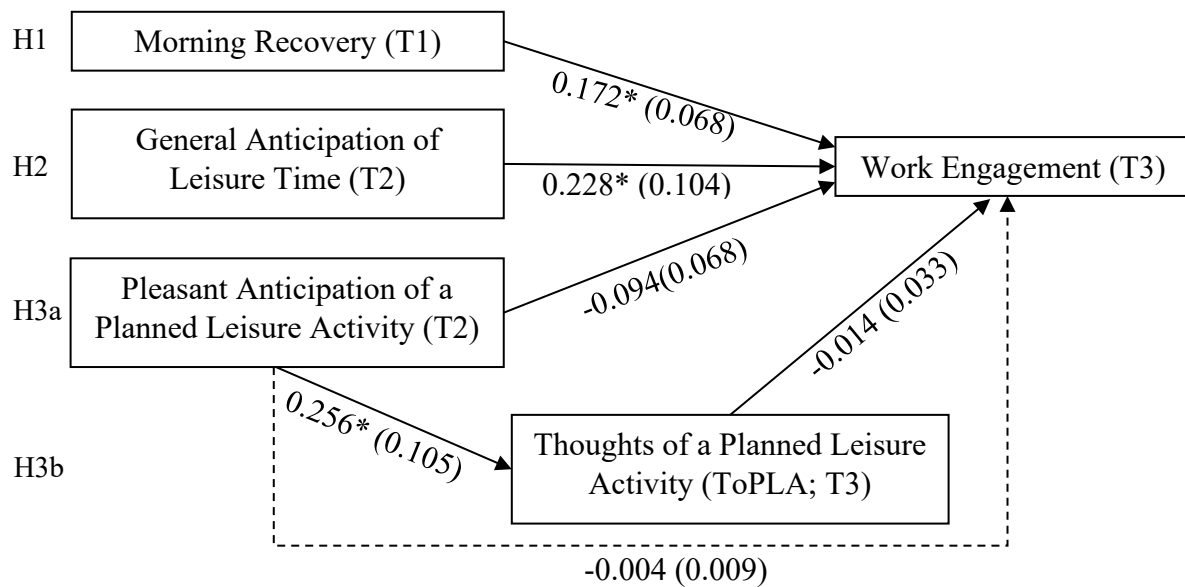 H1
Morning Recovery (T1)
0.172* (0.068)
H2
General Anticipation of
Leisure Time (T2)
0.228* (0.104)
Work Engagement (T3)
H3a
Pleasant Anticipation of a
Planned Leisure Activity (T2)
-0.094(0.068)
-0.014 (0.033)
0.256* (0.105)
H3b
Thoughts of a Planned Leisure
Activity (ToPLA; T3)
-0.004 (0.009)